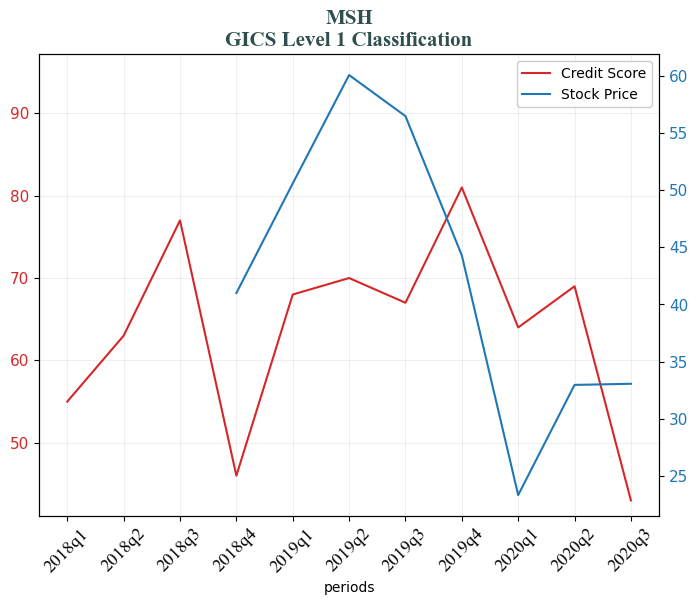 MSH
GICS Level 1 Classification
Credit Score
Stock Price
90
80
70
60
50
60
55
50
45
40
35
30
25
2018q1
2018q2
2018q3
2018q4
2019q1
2019q2
2019q3
2019q4
2020q1
2020q2
2020q3
periods